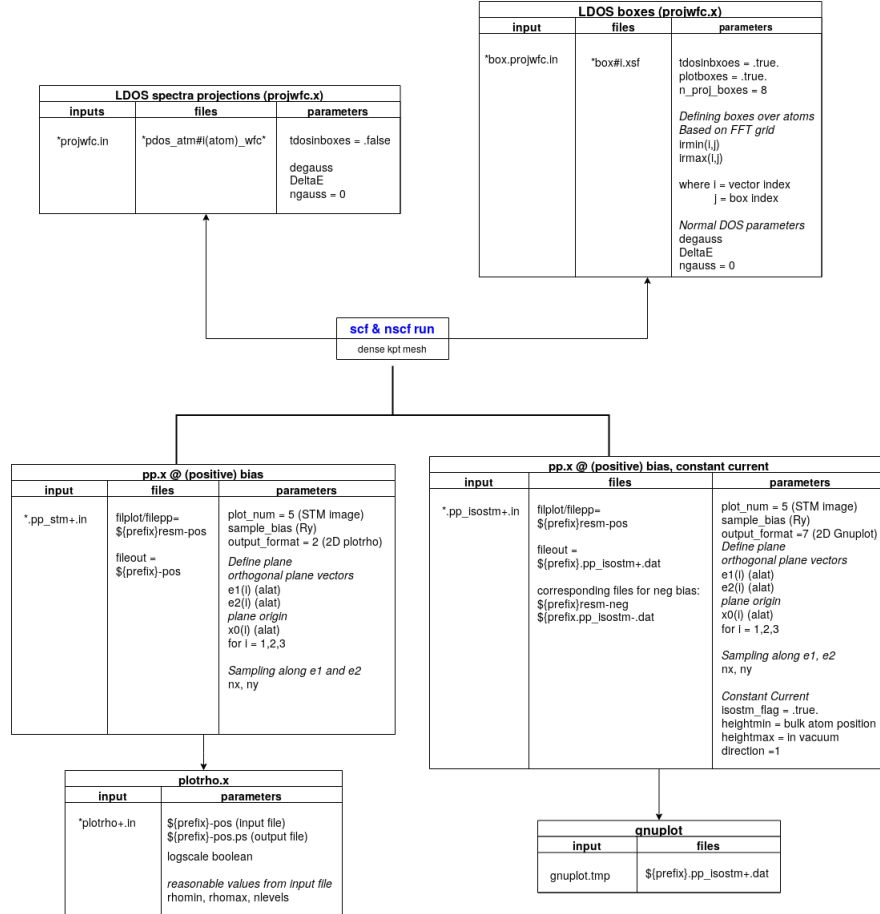 LDOS boxes (projwfc.x)
input files parameters
*box.projwfc.in *box#i.xsf tdosinbxoes = .true.
plotboxes = .true.
n_proj_boxes = 8
Defining boxes over atoms
Based on FFT grid
irmin(i,j)
irmax(i,j)
where i = vector index
j = box index
Normal DOS parameters
degauss
DeltaE
ngauss = 0
LDOS spectra projections (projwfc.x)
inputs files parameters
*projwfc.in *pdos_atm#i(atom)_wfc* tdosinboxes = .false
degauss
DeltaE
ngauss = 0
scf & nscf run
dense kpt mesh
pp.x @ (positive) bias
input files parameters
*.pp_stm+.in
filplot/filepp=
${prefix}resm-pos
fileout =
${prefix}-pos
plot_num = 5 (STM image)
sample_bias (Ry)
output_format = 2 (2D plotrho)
Define plane
orthogonal plane vectors
e1(i) (alat)
e2(i) (alat)
plane origin
x0(i) (alat)
for i = 1,2,3
Sampling along e1 and e2
nx, ny
pp.x @ (positive) bias, constant current
input files parameters
*.pp_isostm+.in
filplot/filepp=
${prefix}resm-pos
fileout =
${prefix}.pp_isostm+.dat
corresponding files for neg bias:
${prefix}resm-neg
${prefix.pp_isostm-.dat
plot_num = 5 (STM image)
sample_bias (Ry)
output_format =7 (2D Gnuplot)
Define plane
orthogonal plane vectors
e1(i) (alat)
e2(i) (alat)
plane origin
x0(i) (alat)
for i = 1,2,3
Sampling along e1, e2
nx, ny
Constant Current
isostm_flag = .true.
heightmin = bulk atom position
heightmax = in vacuum
direction =1
plotrho.x
input parameters
*plotrho+.in
${prefix}-pos (input file)
${prefix}-pos.ps (output file)
logscale boolean
reasonable values from input file
rhomin, rhomax, nlevels
gnuplot
input files
gnuplot.tmp ${prefix}.pp_isostm+.dat